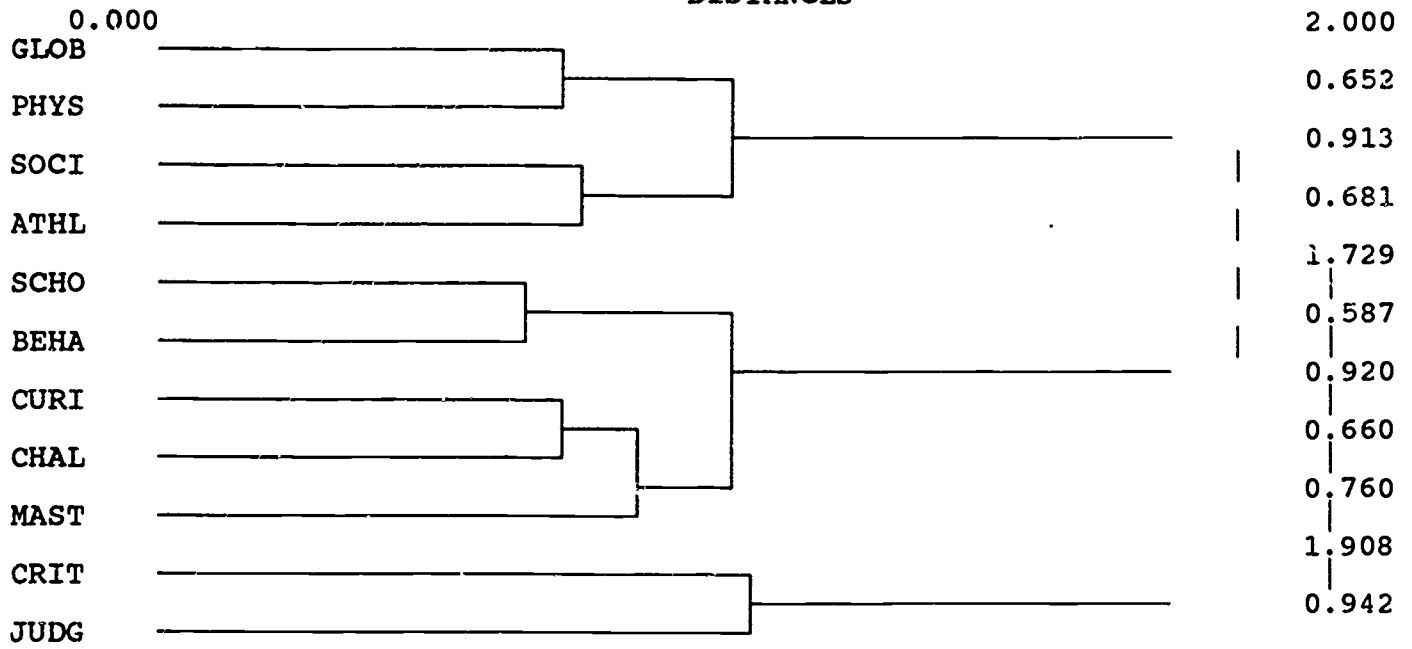 DISTANCES
0.000 2.000
GLOB
0.652
PHYS
0.913
SOCI
0.681
ATHL
1.729
SCHO
0.587
BEHA
0.920
CURI
0.660
CHAL
0.760
MAST
1.908
CRIT
0.942
JUDG